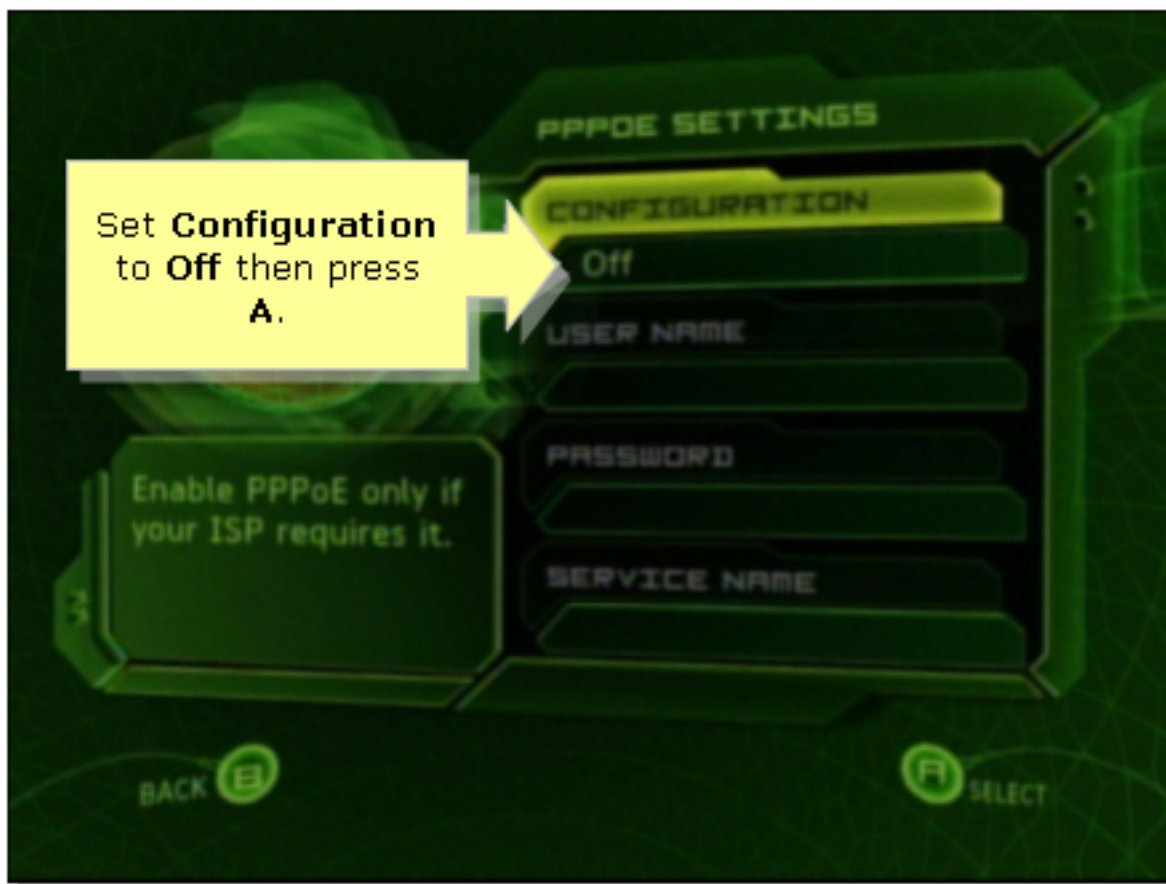 PPPOE SETTINGS
Set Configuration
to Off then press
A.
CONFIGURATION
Off
USER NAME
PASSWORD
SERVICE NAME
Enable PPPoE only if
your ISP requires it.
BACK B
A SELECT